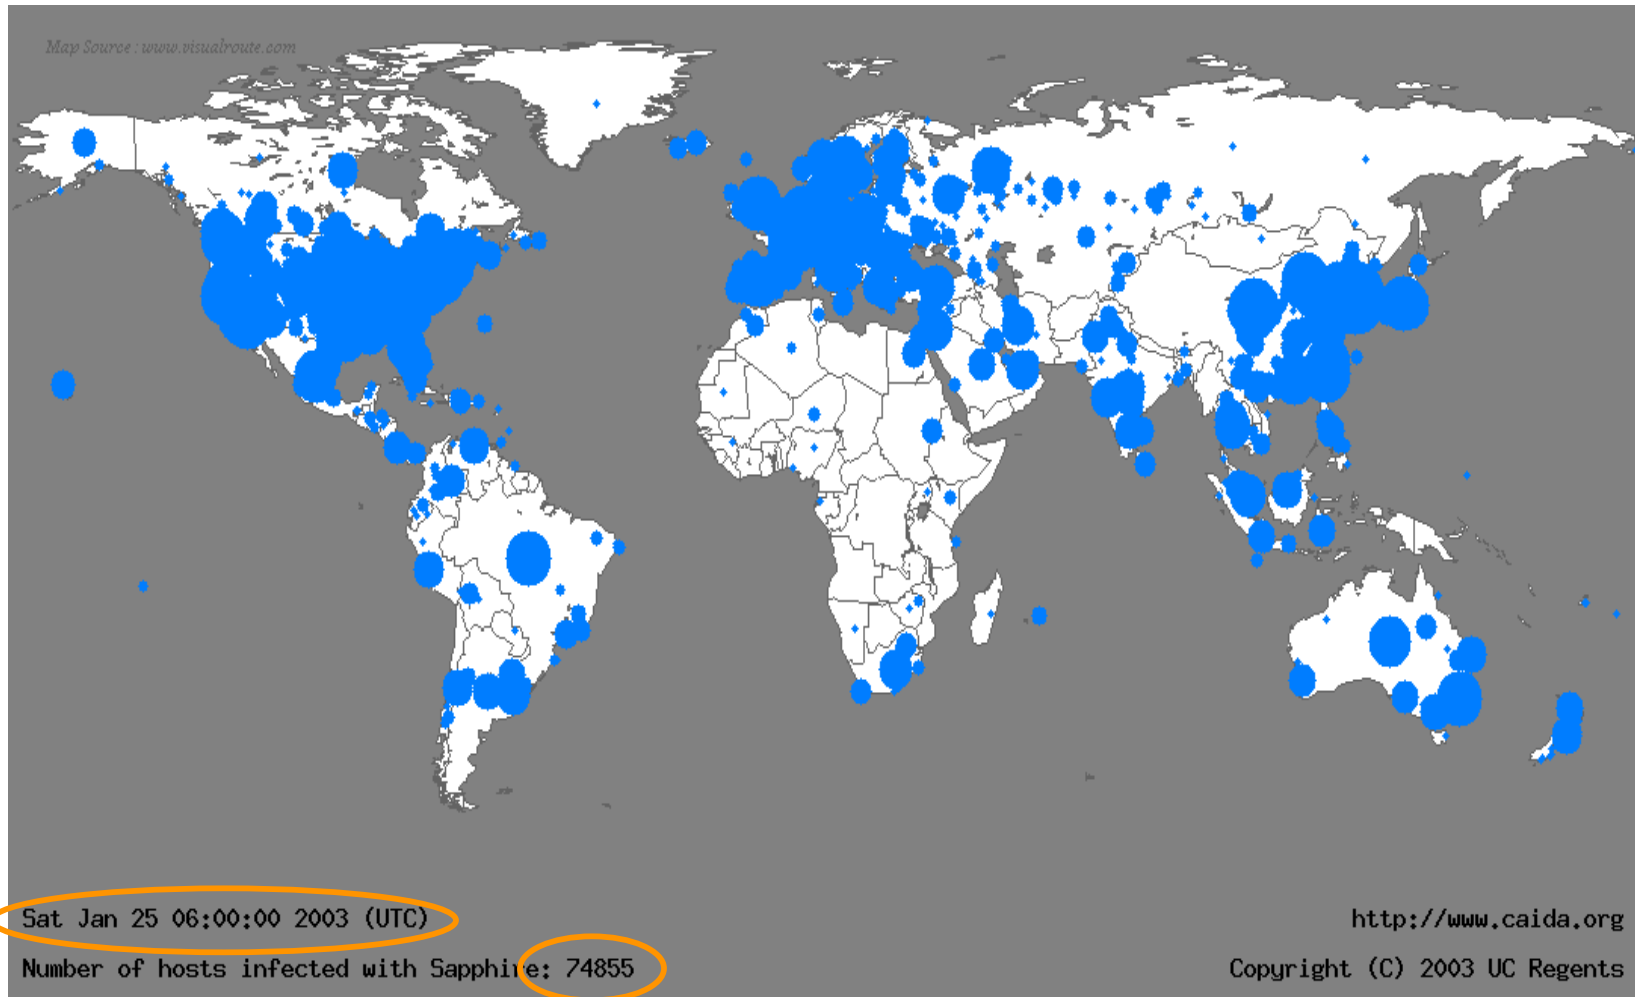 Map Source : www.visualroute.com
Sat Jan 25 06:00:00 2003 (UTC)
http://www.caida.org
Number of hosts infected with Sapphire: 74855
Copyright (C) 2003 UC Regents